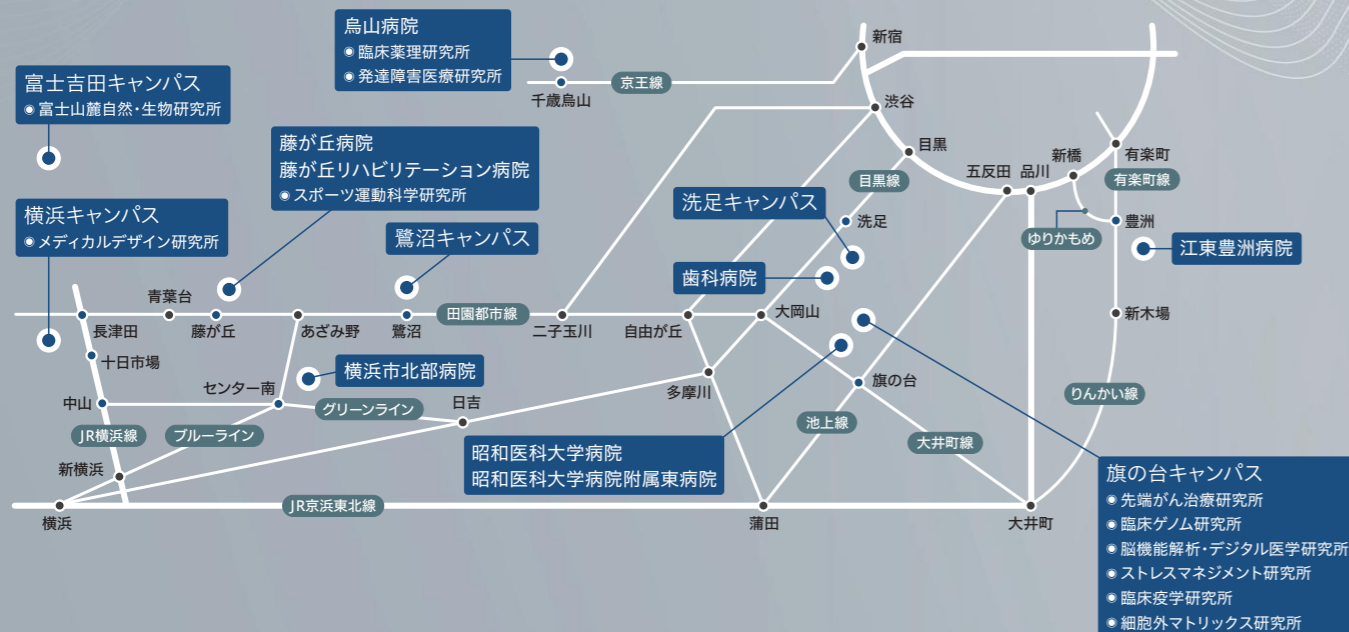 烏山病院
◉臨床薬理研究所
◉発達障害医療研究所
富士吉田キャンパス
◉富士山麓自然・生物研究所
藤が丘病院
藤が丘リハビリテーション病院
◉スポーツ運動科学研究所
横浜キャンパス
◉メディカルデザイン研究所
鷺沼キャンパス
洗足キャンパス
歯科病院
江東豊洲病院
横浜市北部病院
昭和医科大学病院
昭和医科大学病院附属東病院
旗の台キャンパス
◉先端がん治療研究所
◉臨床ゲノム研究所
◉脳機能解析・デジタル医学研究所
◉ストレスマネジメント研究所
◉臨床疫学研究所
◉細胞外マトリックス研究所
新宿
京王線
千歳烏山
渋谷
目黒
目黒線
五反田
品川
新橋
有楽町
有楽町線
洗足
ゆりかもめ
豊洲
新木場
りんかい線
青葉台
長津田
藤が丘
あざみ野
鷺沼
田園都市線
二子玉川
自由が丘
大岡山
十日市場
センター南
中山
グリーンライン
日吉
多摩川
旗の台
池上線
大井町線
JR横浜線
ブルーライン
新横浜
横浜
JR京浜東北線
蒲田
大井町